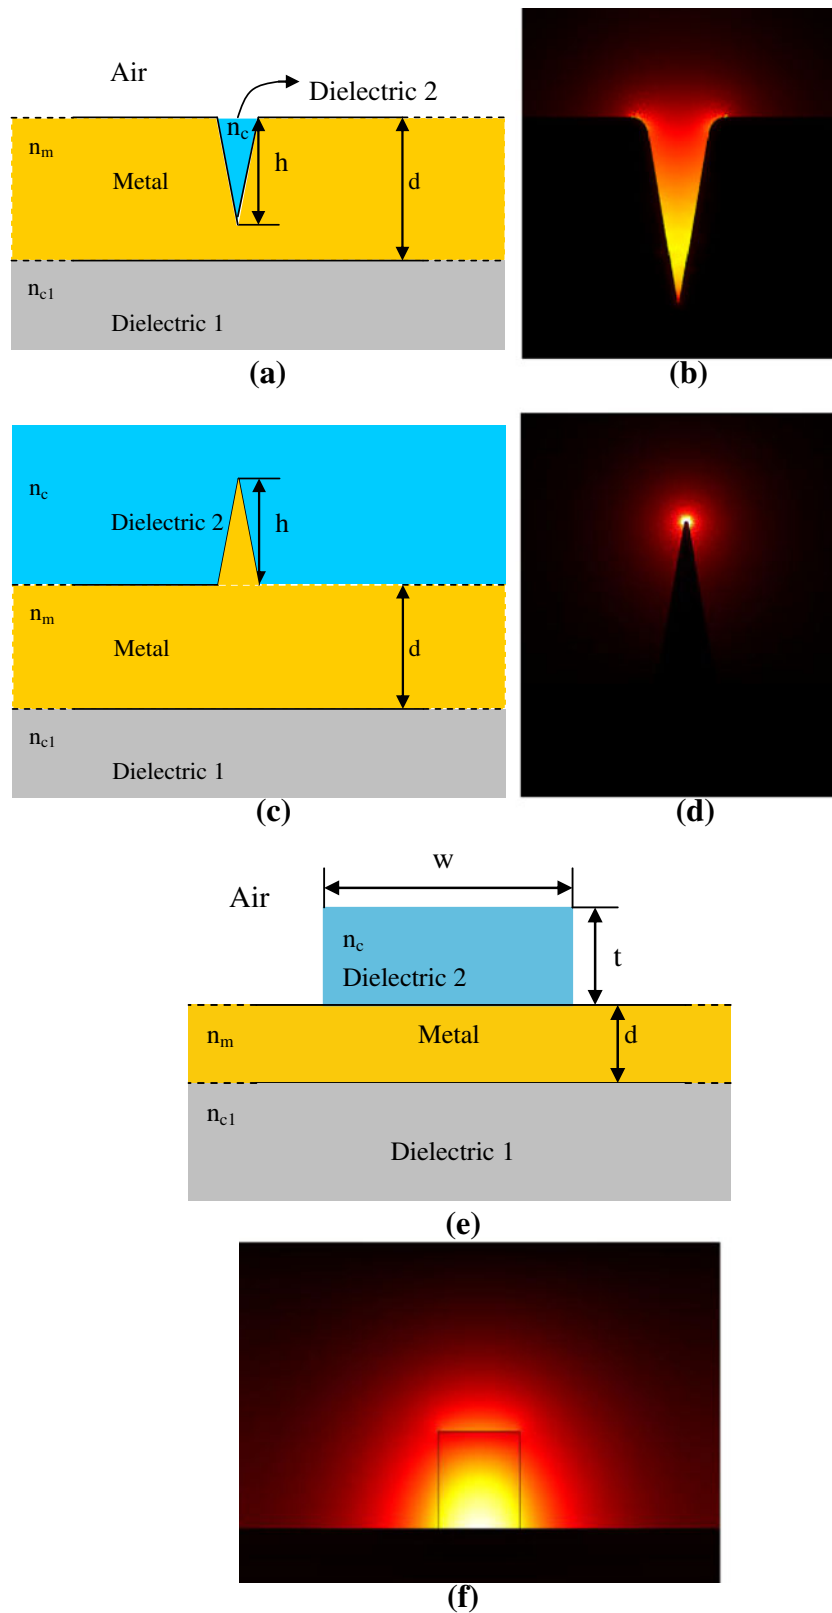 Air
Dielectric 2
n_c
n_m
h
Metal
d
n_c1
Dielectric 1
(a)
(b)
n_c
Dielectric 2
h
n_m
Metal
d
n_c1
Dielectric 1
(c)
(d)
w
Air
n_c
Dielectric 2
t
n_m
Metal
d
n_c1
Dielectric 1
(e)
(f)